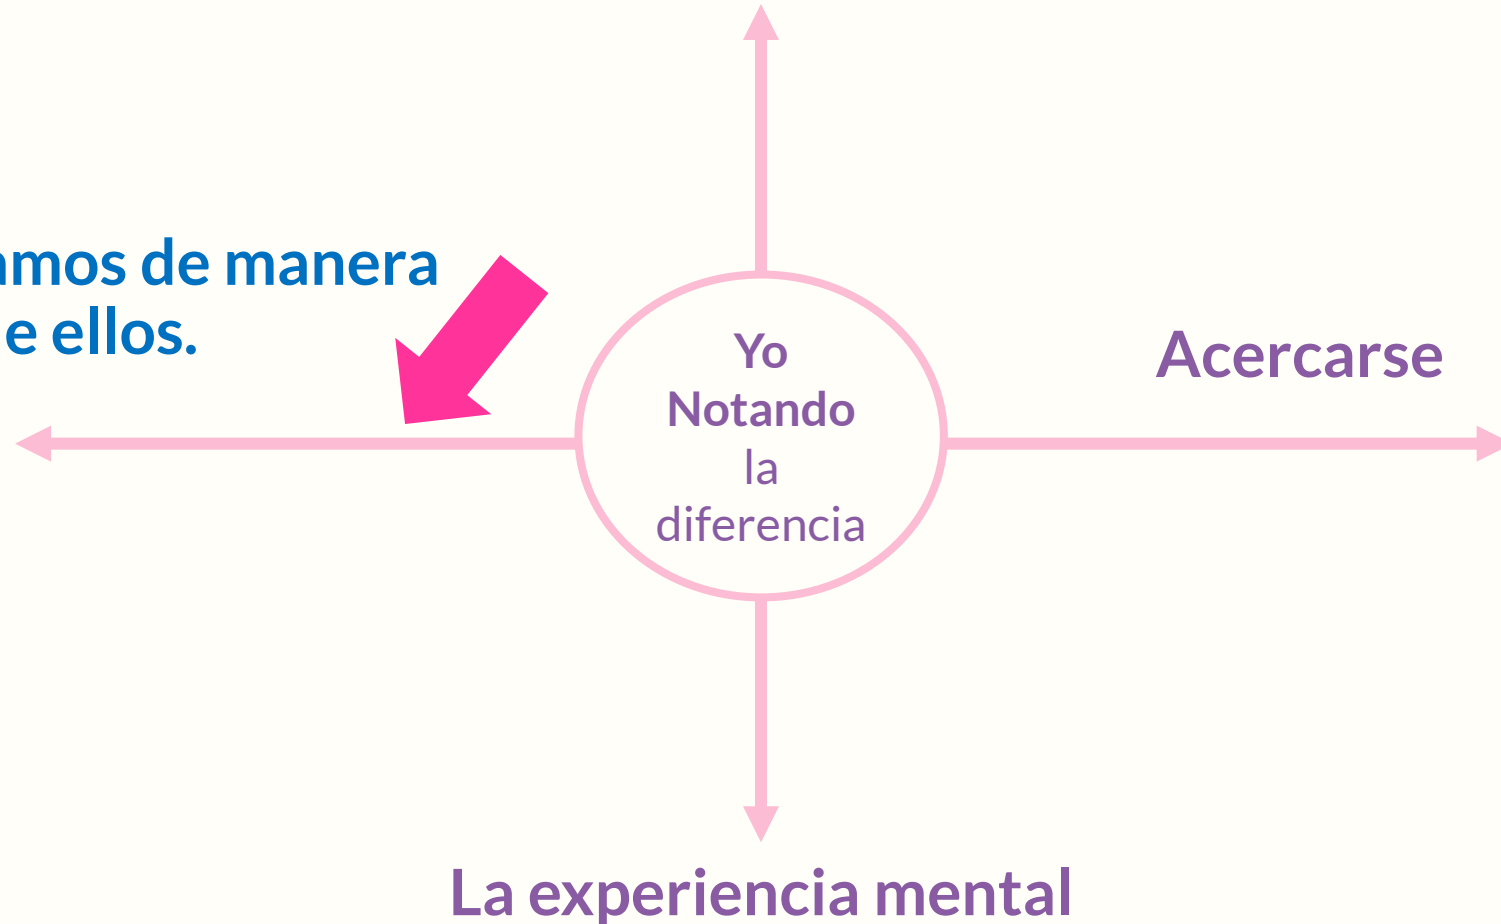 amos de manera
e ellos.
Yo
Notando
la
diferencia
Acercarse
La experiencia mental